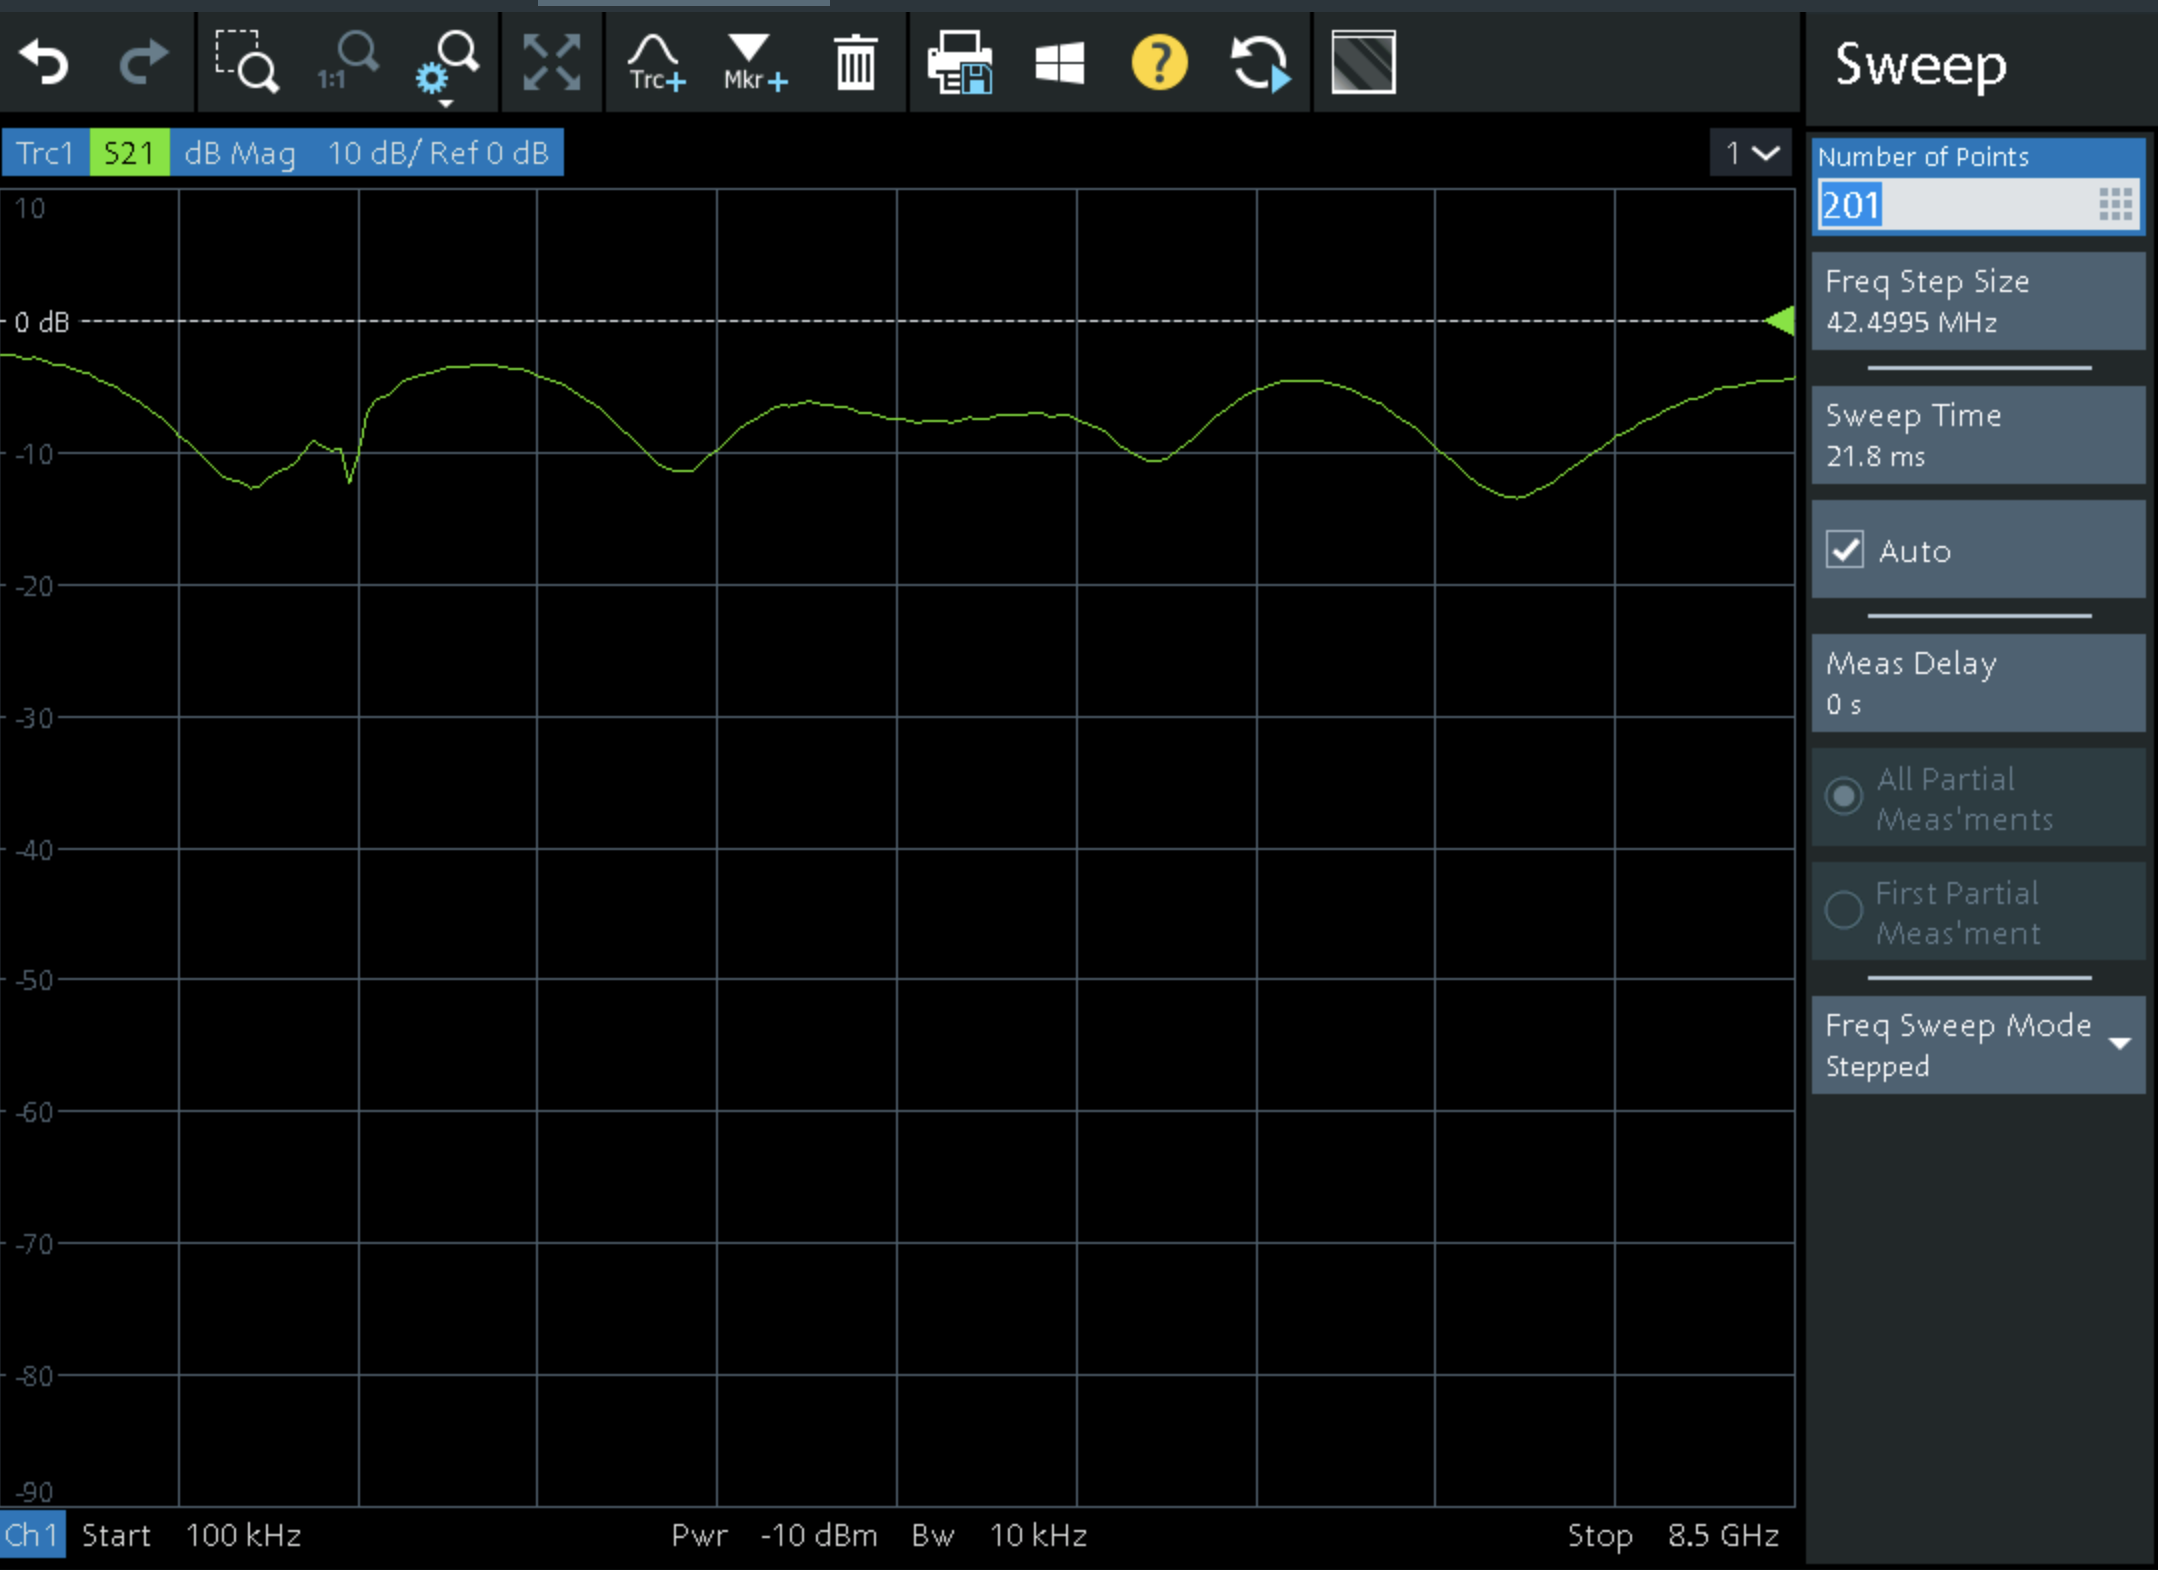 1:1
Trc+
Mkr+
?
Sweep
Trc1 S21 dB Mag 10 dB/ Ref 0 dB
1
10
0 dB
-10
-20
-30
-40
-50
-60
-70
-80
-90
Ch1 Start 100 kHz Pwr -10 dBm Bw 10 kHz Stop 8.5 GHz
Number of Points
201
Freq Step Size
42.4995 MHz
Sweep Time
21.8 ms
Auto
Meas Delay
0 s
All Partial
Meas'ments
First Partial
Meas'ment
Freq Sweep Mode
Stepped